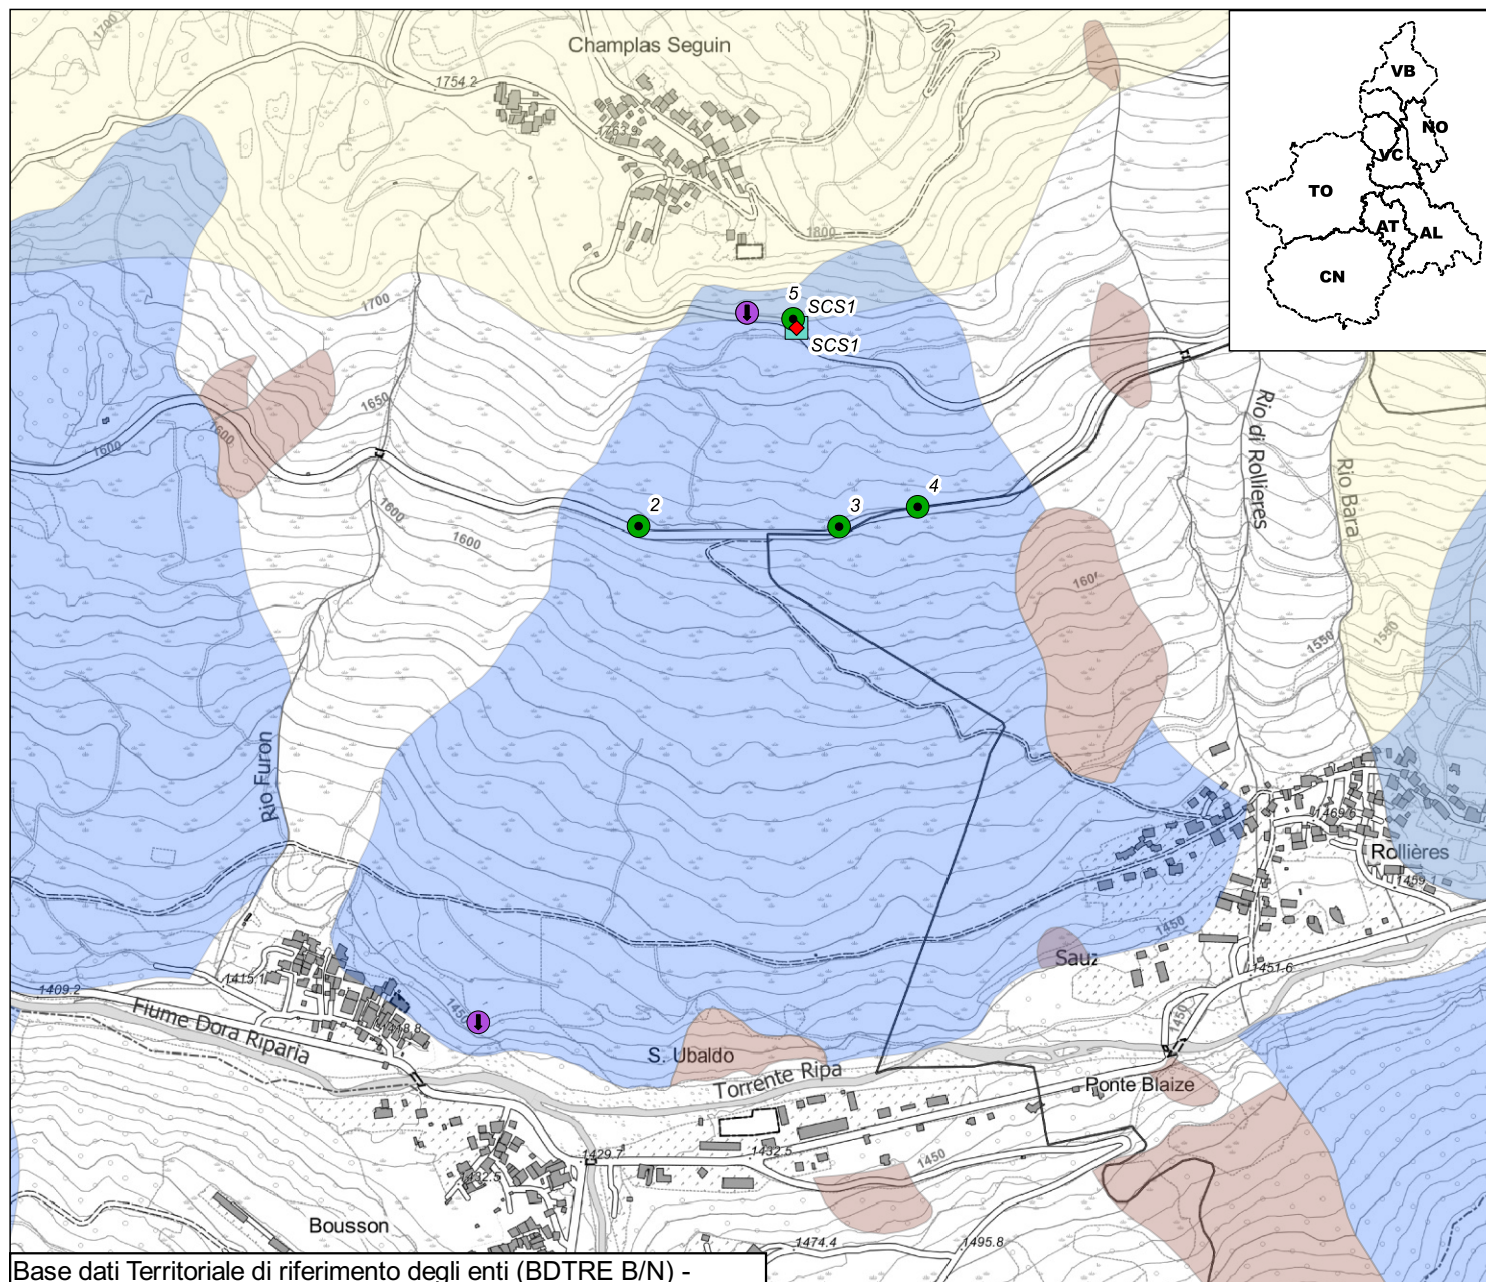 1700
Champlas Seguin
1754.2
1763.9
1800
VB
NO
VC
TO
AT
AL
CN
1700
5
SCS1
SCS1
1650
1600
1600
Rio di Rollieres
Rio Bara
2
3
4
1600
1600
160
1550
1550
Rio Furon
1469.6
Rollières
1459.1
1450
Sauz
1451.6
1415.1
1409.2
Fiume Dora Riparia
1418.8
145
1450
S. Ubaldo
Torrente Ripa
Ponte Blaize
1429.7
1432.5
1450
1432.5
Bousson
1474.4
1495.8
Base dati Territoriale di riferimento degli enti (BDTRE B/N) -